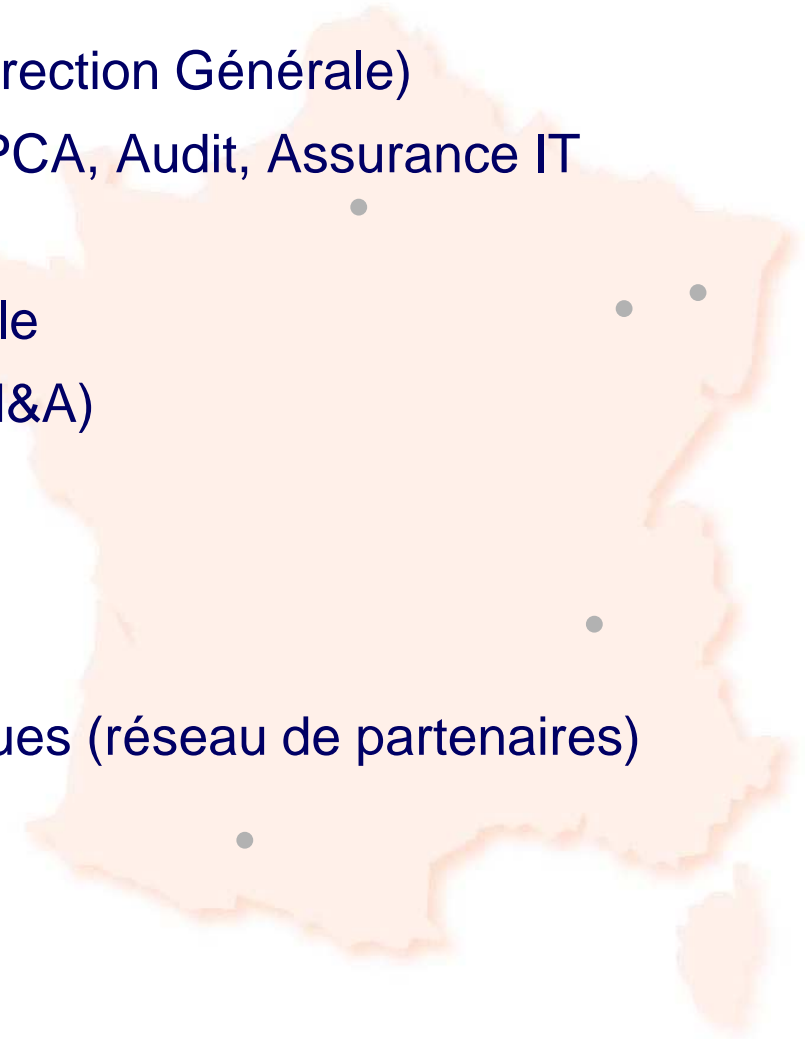 rection Générale)
PCA, Audit, Assurance IT
le
&A)
ues (réseau de partenaires)